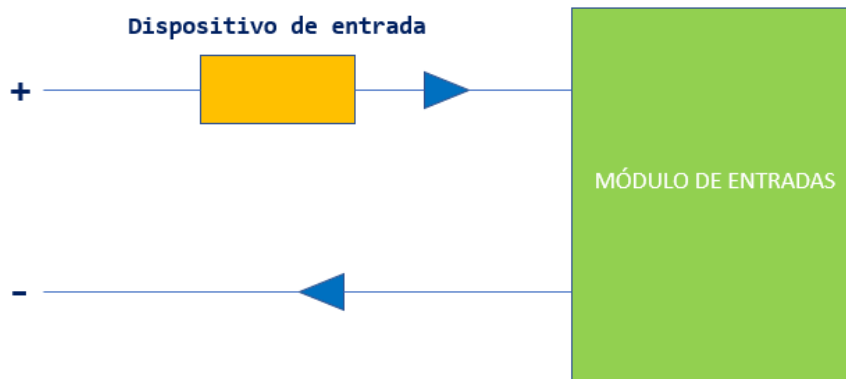 Dispositivo de entrada
+
MÓDULO DE ENTRADAS
-